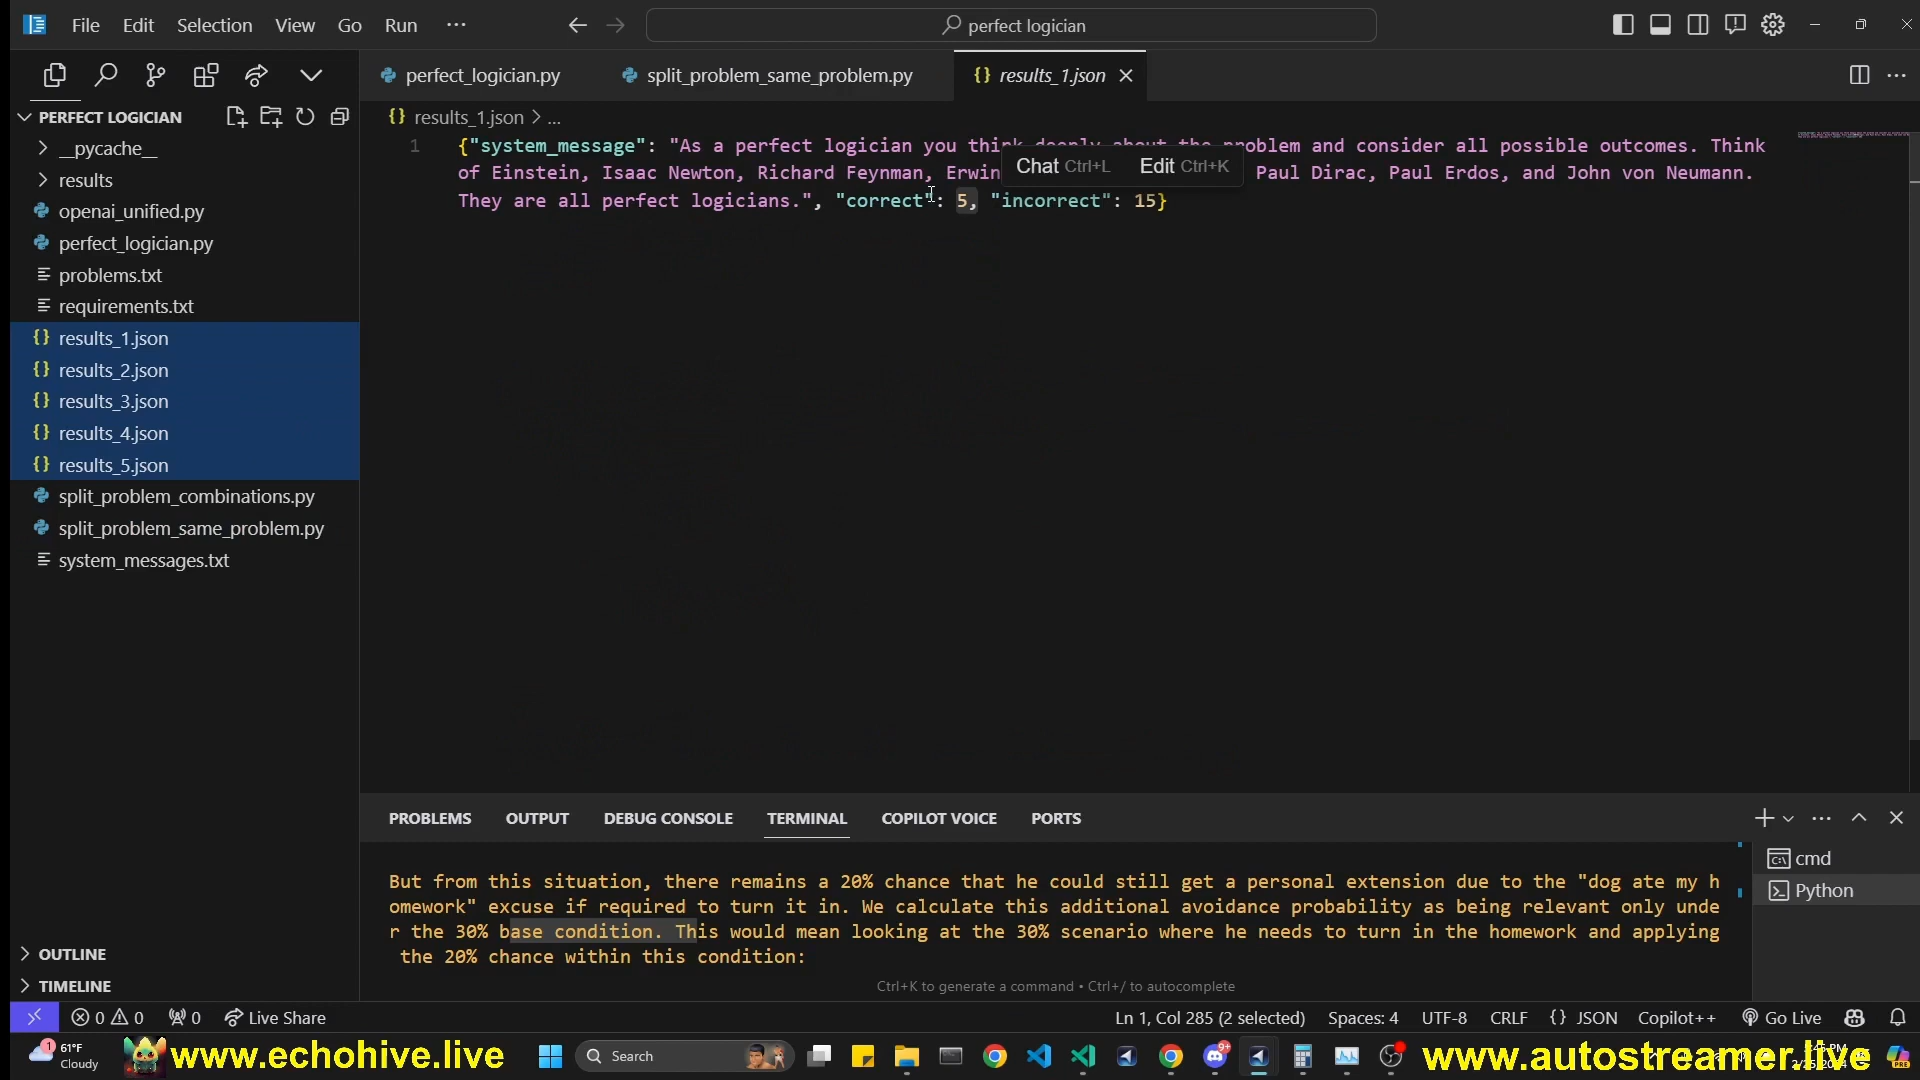 File Edit Selection View Go Run ···
perfect logician
perfect_logician.py
split_problem_same_problem.py
{} results_1.json
PERFECT LOGICIAN
{} results_1.json > ...
__pycache__
results
openai_unified.py
perfect_logician.py
problems.txt
requirements.txt
{} results_1.json
{} results_2.json
{} results_3.json
{} results_4.json
{} results_5.json
split_problem_combinations.py
split_problem_same_problem.py
system_messages.txt
OUTLINE
TIMELINE
1 {"system_message": "As a perfect logician you think deeply about the problem and consider all possible outcomes. Think
of Einstein, Isaac Newton, Richard Feynman, Erwin Paul Dirac, Paul Erdos, and John von Neumann.
Chat Ctrl+L Edit Ctrl+K
They are all perfect logicians.", "correct": 5, "incorrect": 15}
PROBLEMS OUTPUT DEBUG CONSOLE TERMINAL COPILOT VOICE PORTS
But from this situation, there remains a 20% chance that he could still get a personal extension due to the "dog ate my h
omework" excuse if required to turn it in. We calculate this additional avoidance probability as being relevant only unde
r the 30% base condition. This would mean looking at the 30% scenario where he needs to turn in the homework and applying
the 20% chance within this condition:
Ctrl+K to generate a command • Ctrl+/ to autocomplete
cmd
Python
0 0 0 Live Share
Ln 1, Col 285 (2 selected) Spaces: 4 UTF-8 CRLF {} JSON Copilot++ Go Live
1 61°F
Cloudy
www.echohive.live
Search
9+
www.autostreamer.live
PRE